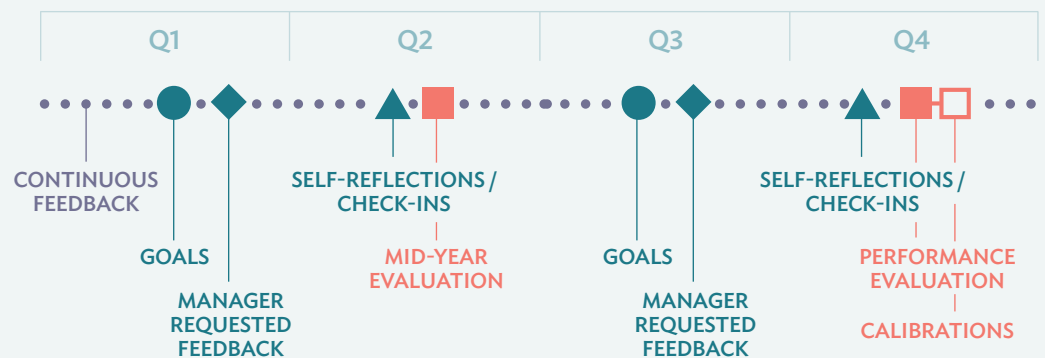 Q1
Q2
Q3
Q4
CONTINUOUS
FEEDBACK
GOALS
MANAGER
REQUESTED
FEEDBACK
SELF-REFLECTIONS /
CHECK-INS
MID-YEAR
EVALUATION
GOALS
MANAGER
REQUESTED
FEEDBACK
SELF-REFLECTIONS /
CHECK-INS
PERFORMANCE
EVALUATION
CALIBRATIONS